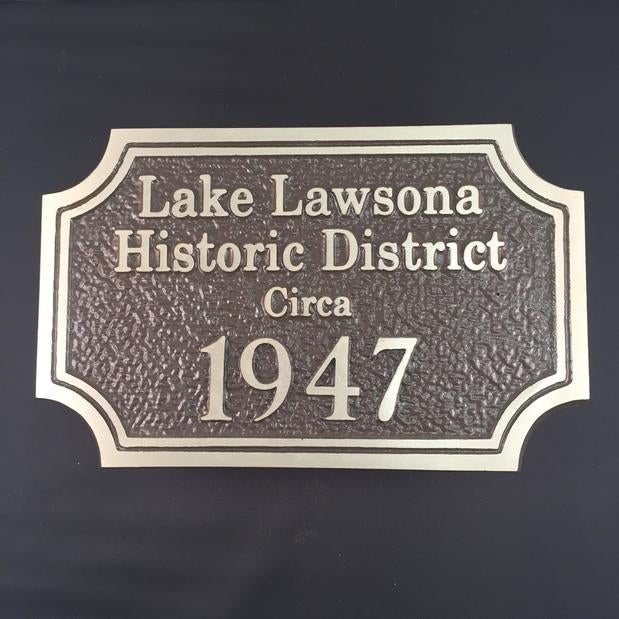 Lake Lawsona
Historic District
Circa
1947